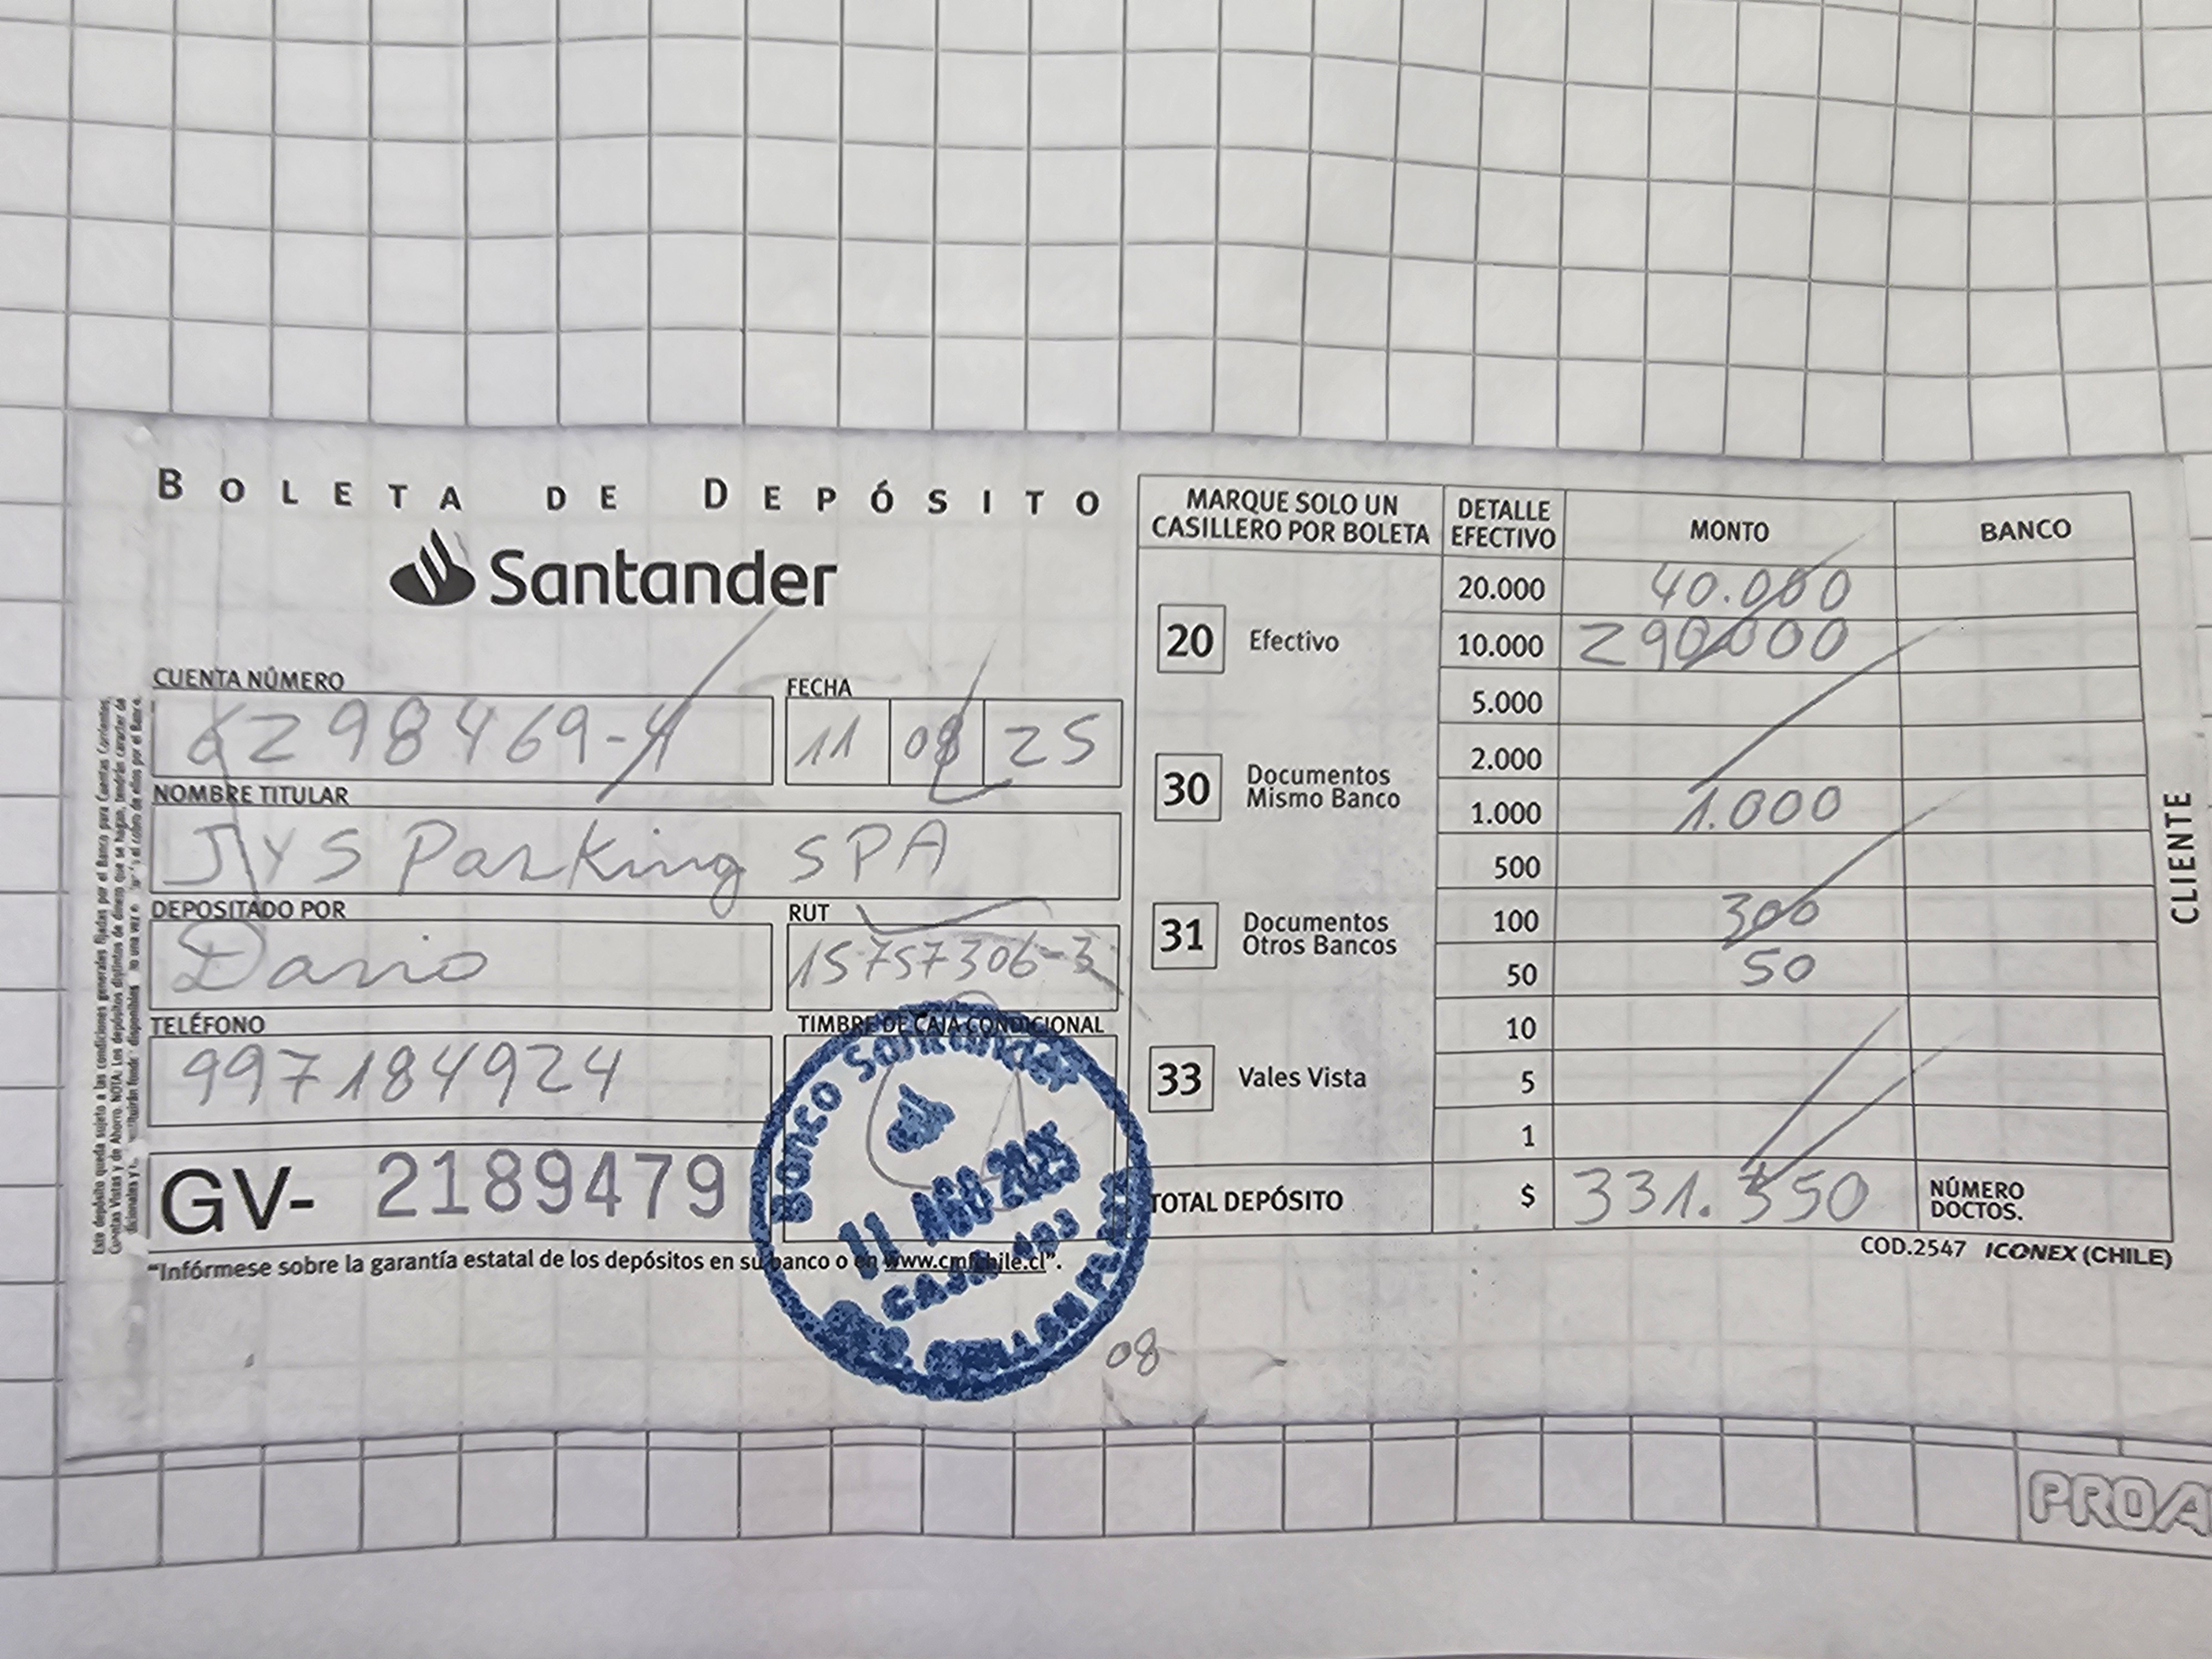 BOLETA DE DEPÓSITO
Santander
CUENTA NÚMERO
6298469-4
FECHA
11 08 25
NOMBRE TITULAR
JYS Parking SPA
DEPOSITADO POR
Dario
RUT
15757306-3
TELÉFONO
997184924
TIMBRE DE CAJA CONDICIONAL
GV- 2189479
"Infórmese sobre la garantía estatal de los depósitos en su banco o en www.cmfchile.cl".
Banco Santander
11 AGO 2025
CAJA
08
MARQUE SOLO UN CASILLERO POR BOLETA
20 Efectivo
30 Documentos Mismo Banco
31 Documentos Otros Bancos
33 Vales Vista
DETALLE EFECTIVO MONTO BANCO
20.000 40.000
10.000 290000
5.000
2.000
1.000 1.000
500
100 300
50 50
10
5
1
TOTAL DEPÓSITO $ 331.350 NÚMERO DOCTOS.
COD.2547 ICONEX (CHILE)
CLIENTE